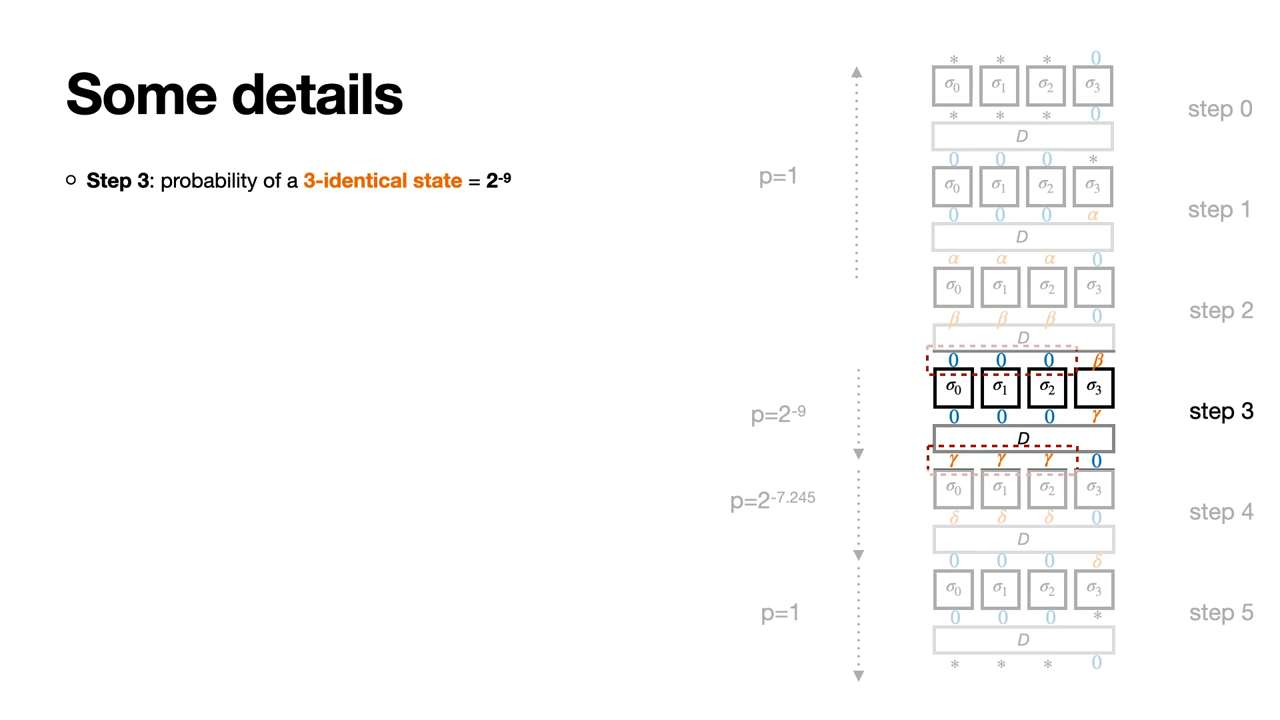 Some details
Step 3: probability of a 3-identical state = 2⁻⁹
* * * 0
σ₀ σ₁ σ₂ σ₃
* * * 0
step 0
D
0 0 0 *
p=1
σ₀ σ₁ σ₂ σ₃
0 0 0 α
step 1
D
α α α 0
σ₀ σ₁ σ₂ σ₃
β β β 0
step 2
D
0 0 0 β
σ₀ σ₁ σ₂ σ₃
0 0 0 γ
p=2⁻⁹
step 3
D
γ γ γ 0
σ₀ σ₁ σ₂ σ₃
p=2⁻⁷·²⁴⁵
δ δ δ 0
step 4
D
0 0 0 δ
σ₀ σ₁ σ₂ σ₃
0 0 0 *
p=1
step 5
D
* * * 0